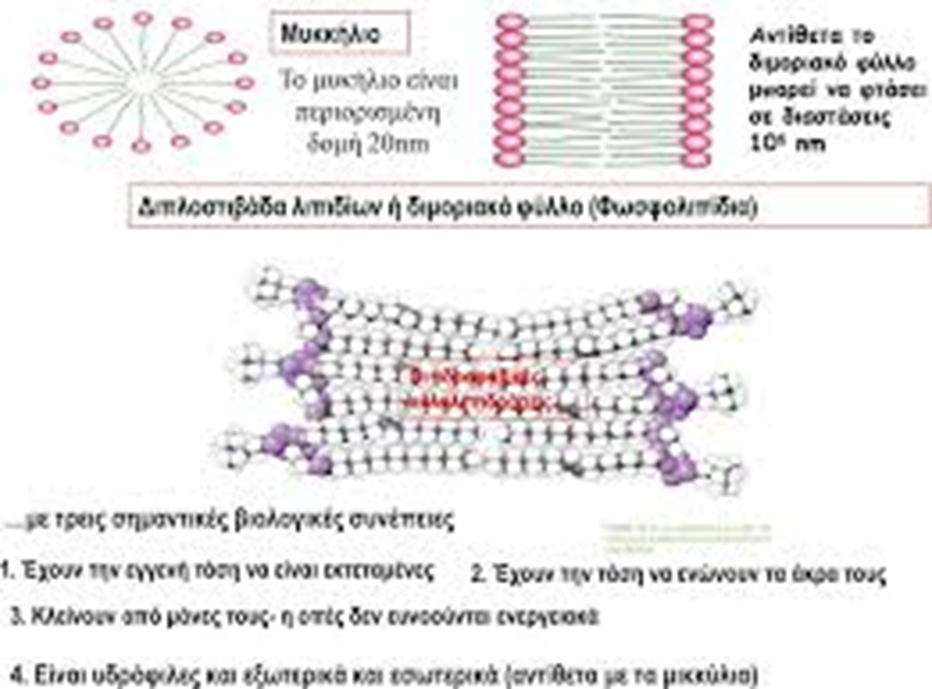 Μυκκήλιο
Το μυκήλιο είναι
περιορισμένη
δομή 20nm
Αντίθετα το
διμοριακό φύλλο
μπορεί να φτάσει
σε διαστάσεις
10⁶ nm
Διπλοστιβάδα λιπιδίων ή διμοριακό φύλλο (Φωσφολιπίδια)
...με τρεις σημαντικές βιολογικές συνέπειες
1. Έχουν την εγγενή τάση να είναι εκτεταμένες
2. Έχουν την τάση να ενώνουν τα άκρα τους
3. Κλείνουν από μόνες τους- η οπές δεν ευνοούνται ενεργειακά
4. Είναι υδρόφιλες και εξωτερικά και εσωτερικά (αντίθετα με τα μικκύλια)